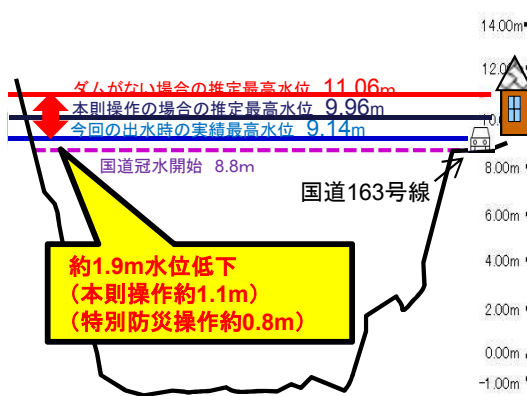 14.00m
12.0
ダムがない場合の推定最高水位 11.06m
本則操作の場合の推定最高水位 9.96m
今回の出水時の実績最高水位 9.14m
国道冠水開始 8.8m
8.00m
国道163号線
6.00m
約1.9m水位低下
(本則操作約1.1m)
(特別防災操作約0.8m)
4.00m
2.00m
0.00m
-1.00m